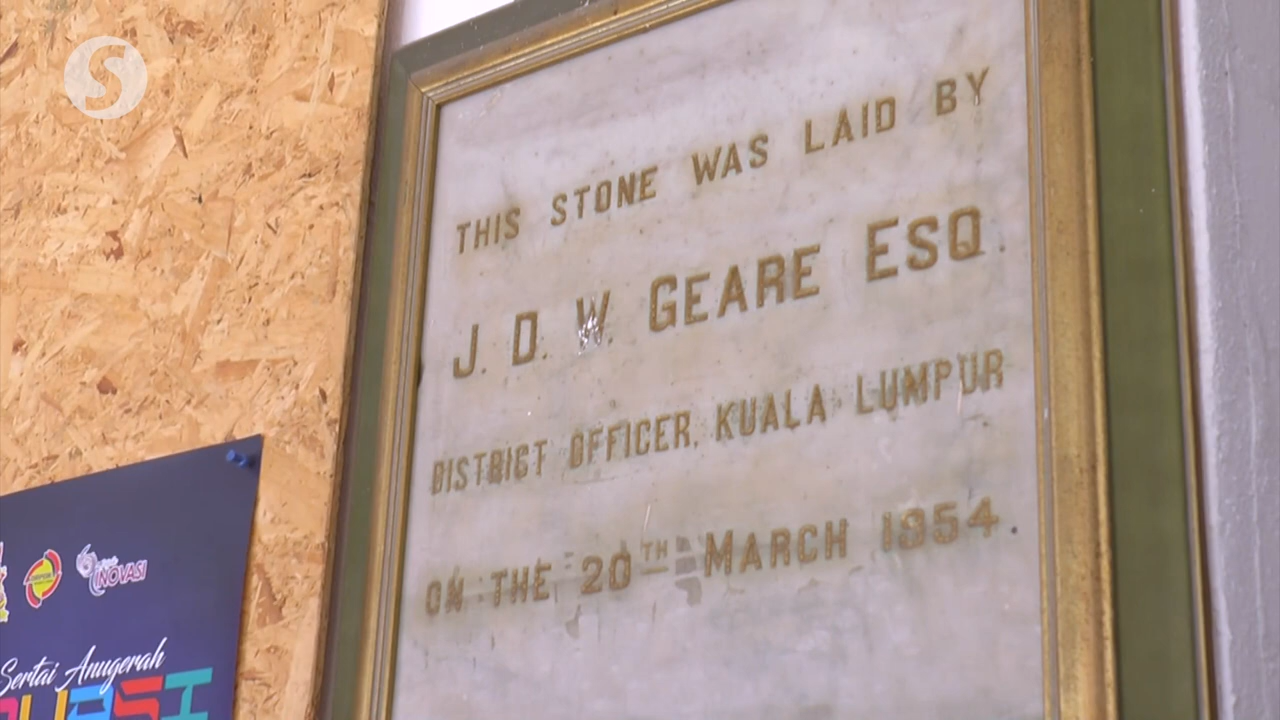 S
THIS STONE WAS LAID BY
J. D. W. GEARE ESQ.
DISTRICT OFFICER, KUALA LUMPUR
ON THE 20TH MARCH 1954.
INOVASI
Sertai Anugerah